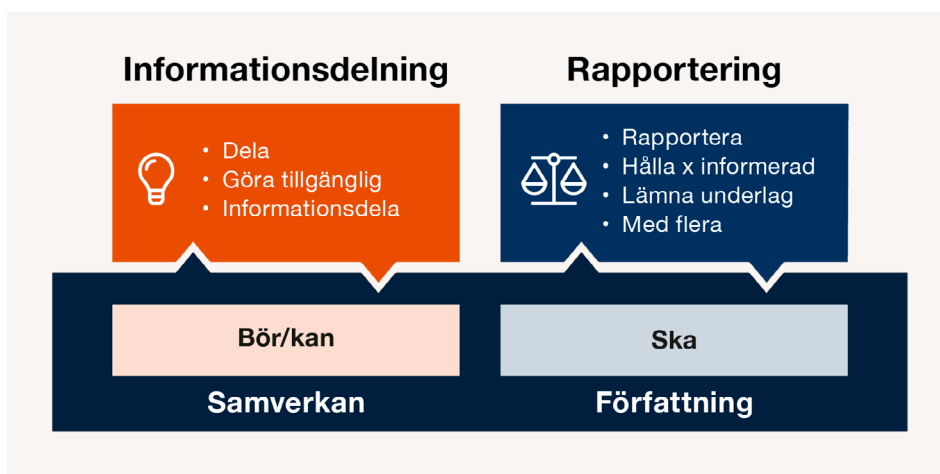 Informationsdelning
• Dela
• Göra tillgänglig
• Informationsdela
Bör/kan
Samverkan
Rapportering
• Rapportera
• Hålla x informerad
• Lämna underlag
• Med flera
Ska
Författning